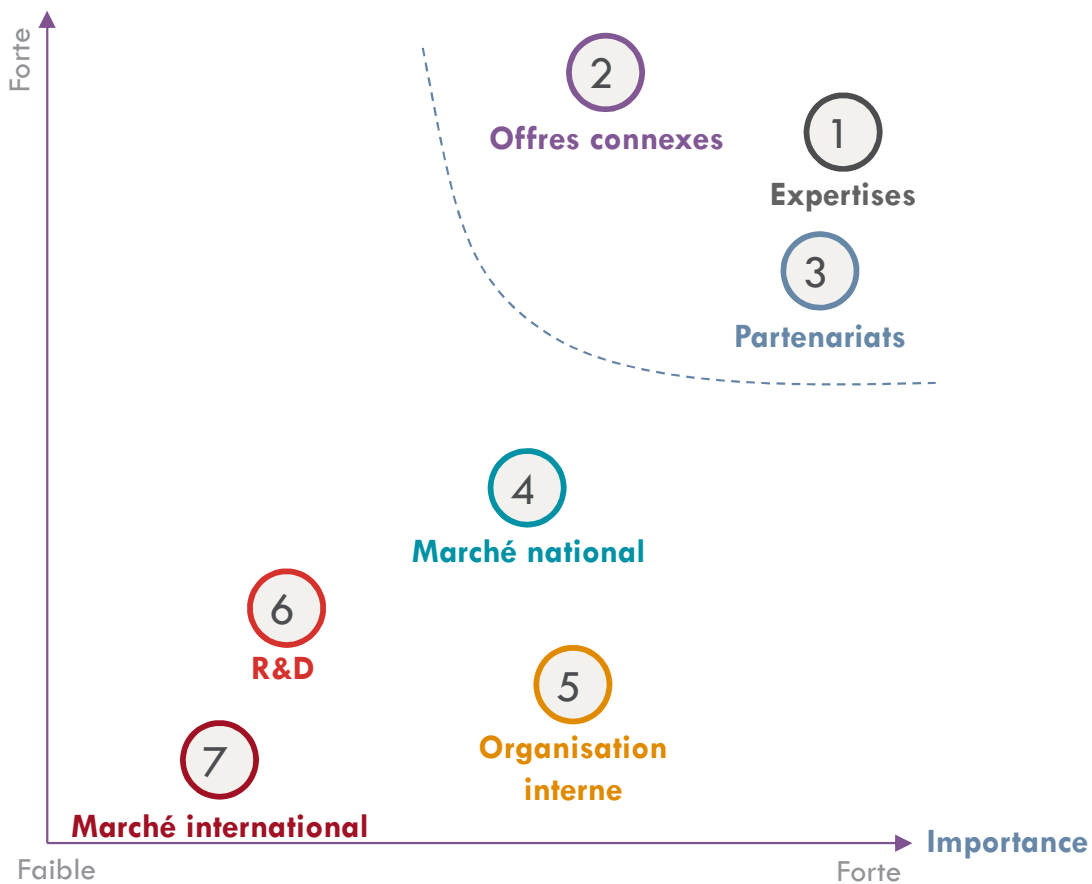 Forte
2
Offres connexes
1
Expertises
3
Partenariats
4
Marché national
6
R&D
5
Organisation
interne
7
Marché international
Importance
Faible
Forte